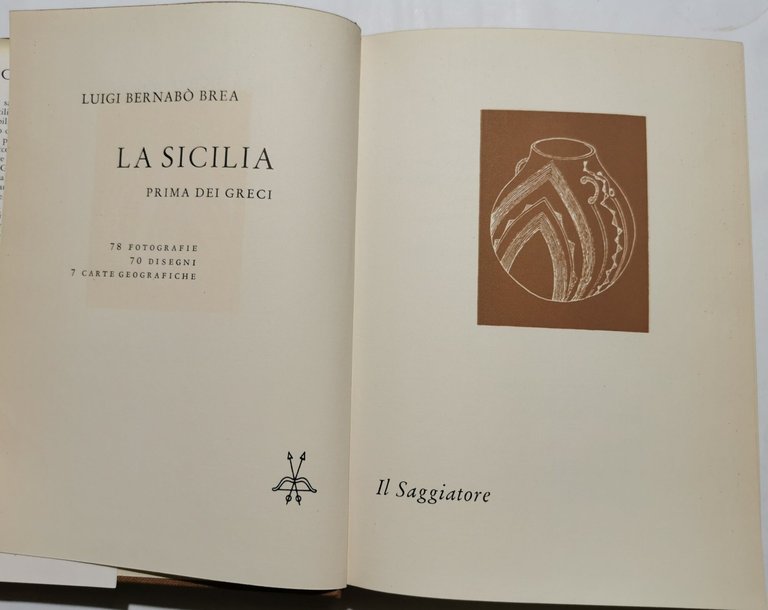 LUIGI BERNABÒ BREA
LA SICILIA
PRIMA DEI GRECI
78 FOTOGRAFIE
70 DISEGNI
7 CARTE GEOGRAFICHE
Il Saggiatore